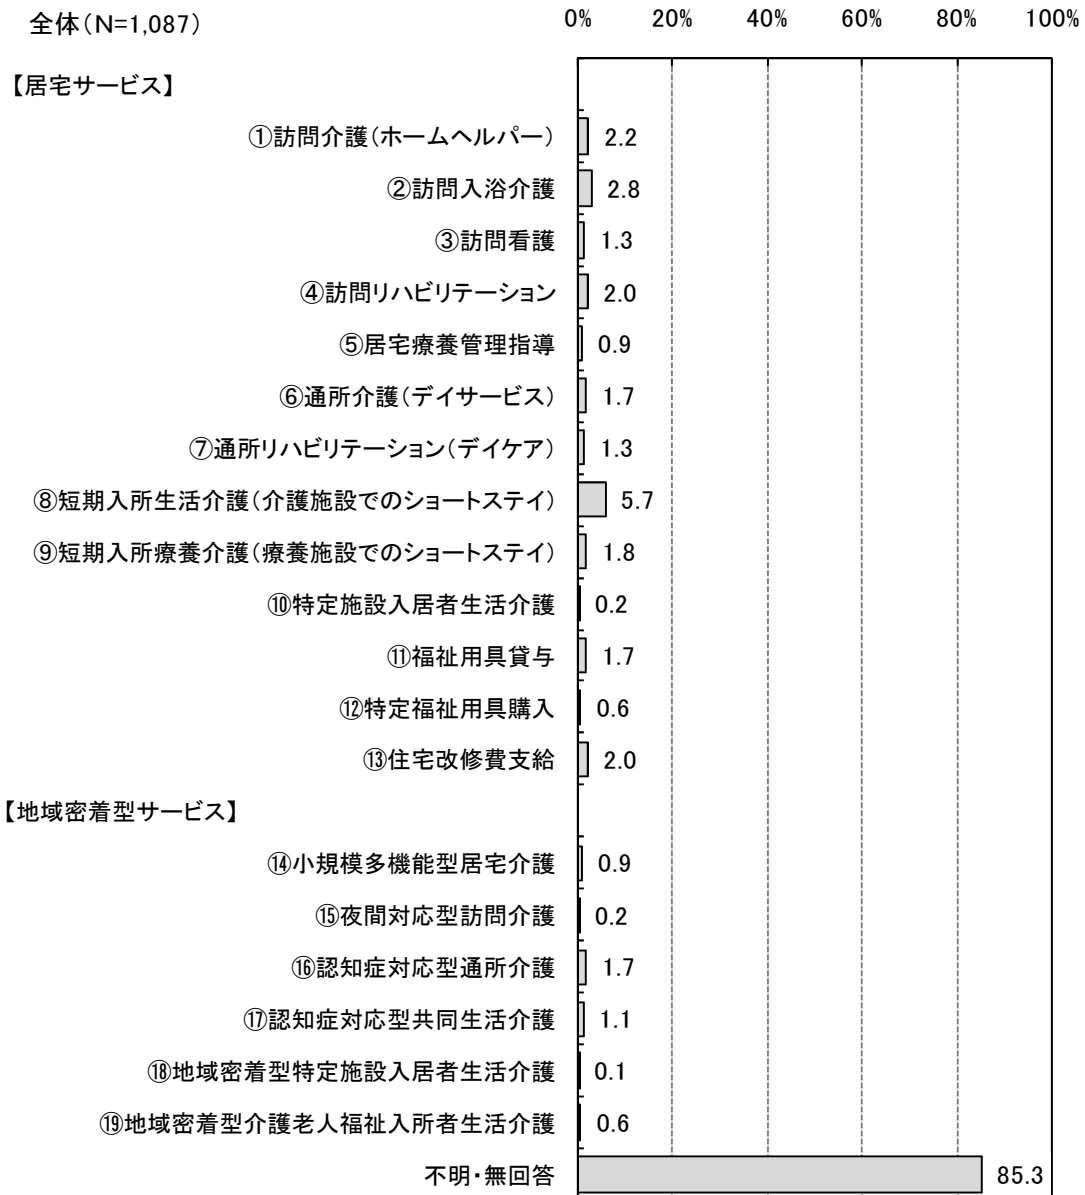 全体(N=1,087)
0% 20% 40% 60% 80% 100%
【居宅サービス】
①訪問介護(ホームヘルパー) 2.2
②訪問入浴介護 2.8
③訪問看護 1.3
④訪問リハビリテーション 2.0
⑤居宅療養管理指導 0.9
⑥通所介護(デイサービス) 1.7
⑦通所リハビリテーション(デイケア) 1.3
⑧短期入所生活介護(介護施設でのショートステイ) 5.7
⑨短期入所療養介護(療養施設でのショートステイ) 1.8
⑩特定施設入居者生活介護 0.2
⑪福祉用具貸与 1.7
⑫特定福祉用具購入 0.6
⑬住宅改修費支給 2.0
【地域密着型サービス】
⑭小規模多機能型居宅介護 0.9
⑮夜間対応型訪問介護 0.2
⑯認知症対応型通所介護 1.7
⑰認知症対応型共同生活介護 1.1
⑱地域密着型特定施設入居者生活介護 0.1
⑲地域密着型介護老人福祉入所者生活介護 0.6
不明・無回答 85.3